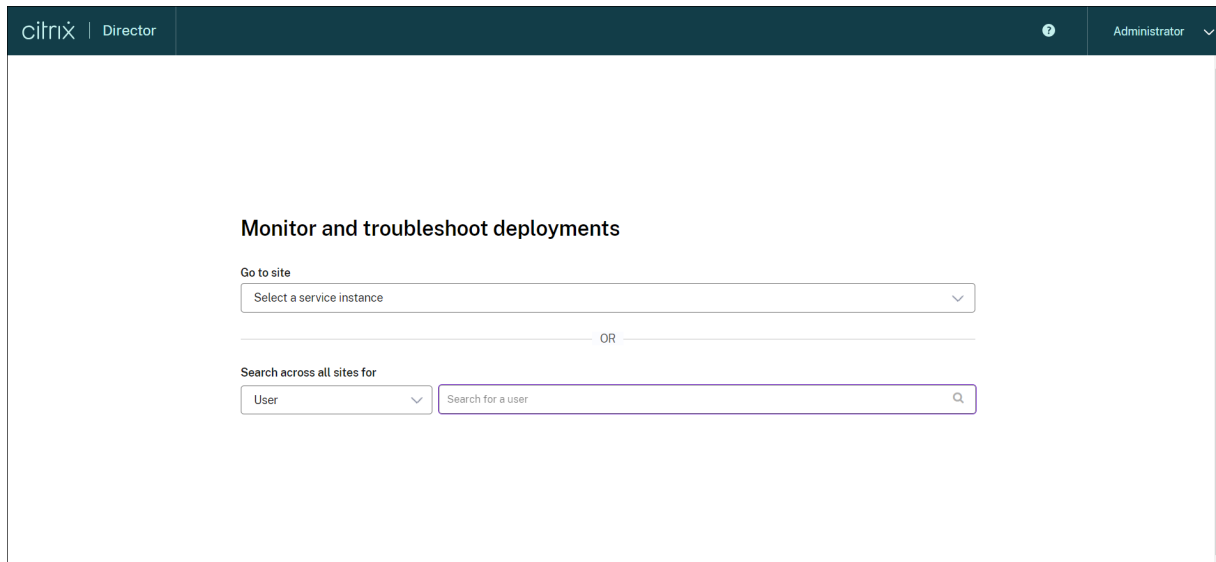 citrix | Director
? Administrator
Monitor and troubleshoot deployments
Go to site
Select a service instance
OR
Search across all sites for
User
Search for a user